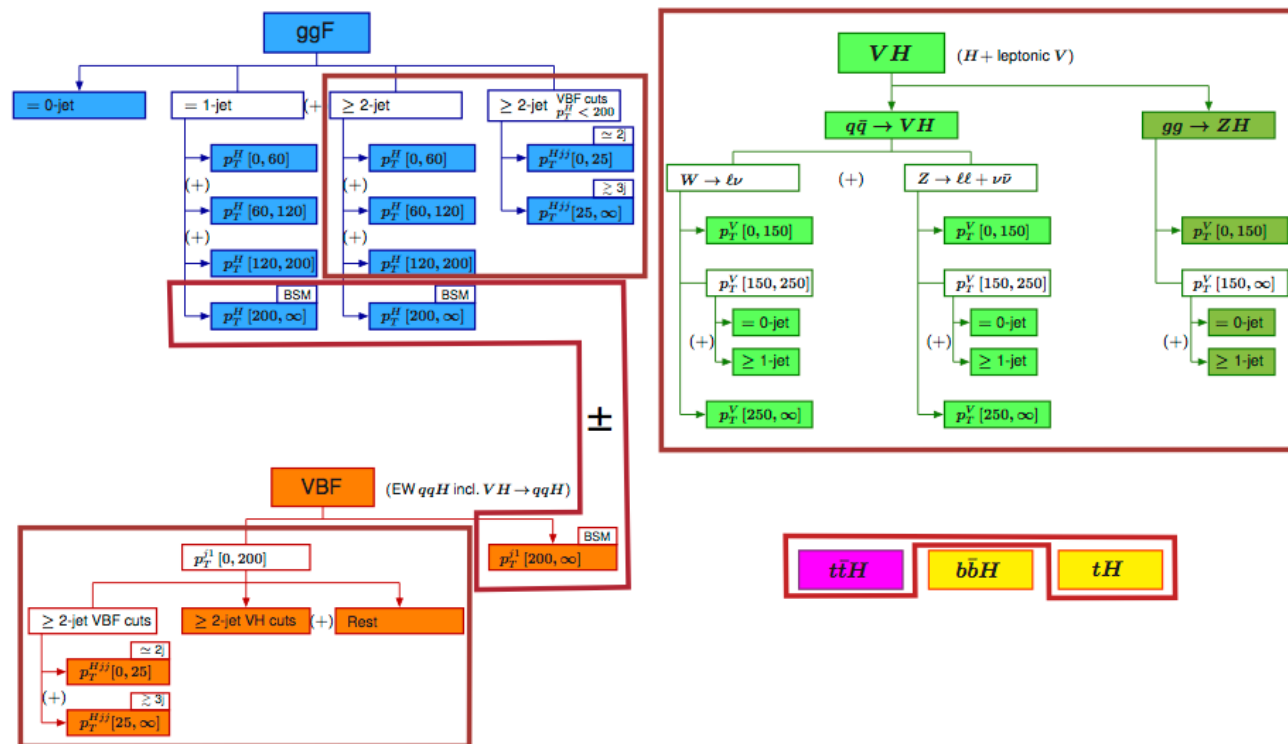 ggF
= 0-jet
= 1-jet
(+)
≥ 2-jet
≥ 2-jet VBF cuts
p_T^H < 200
≃ 2j
p_T^H [0, 60]
p_T^H [0, 60]
p_T^{Hjj} [0, 25]
(+)
(+)
≳ 3j
p_T^H [60, 120]
p_T^H [60, 120]
p_T^{Hjj} [25, ∞]
(+)
(+)
p_T^H [120, 200]
p_T^H [120, 200]
BSM
BSM
p_T^H [200, ∞]
p_T^H [200, ∞]
±
VBF
(EW qqH incl. VH → qqH)
BSM
p_T^{j1} [0, 200]
p_T^{j1} [200, ∞]
≥ 2-jet VBF cuts
≥ 2-jet VH cuts
(+)
Rest
≃ 2j
p_T^{Hjj} [0, 25]
(+)
≳ 3j
p_T^{Hjj} [25, ∞]
VH
(H + leptonic V)
qq̄ → VH
gg → ZH
W → ℓν
(+)
Z → ℓℓ + νν̄
p_T^V [0, 150]
p_T^V [0, 150]
p_T^V [0, 150]
p_T^V [150, 250]
p_T^V [150, 250]
p_T^V [150, ∞]
= 0-jet
= 0-jet
= 0-jet
(+)
(+)
(+)
≥ 1-jet
≥ 1-jet
≥ 1-jet
p_T^V [250, ∞]
p_T^V [250, ∞]
tt̄H
bb̄H
tH